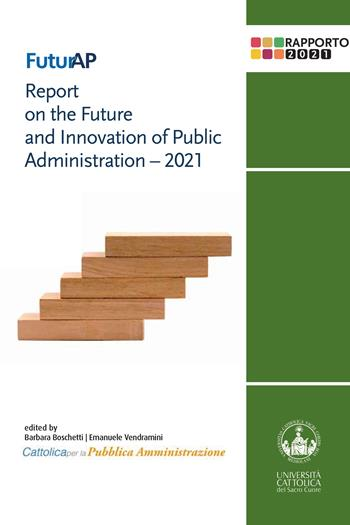 FuturAP
RAPPORTO
2021
Report
on the Future
and Innovation of Public
Administration – 2021
edited by
Barbara Boschetti | Emanuele Vendramini
Cattolica per la Pubblica Amministrazione
UNIVERSITÀ
CATTOLICA
del Sacro Cuore